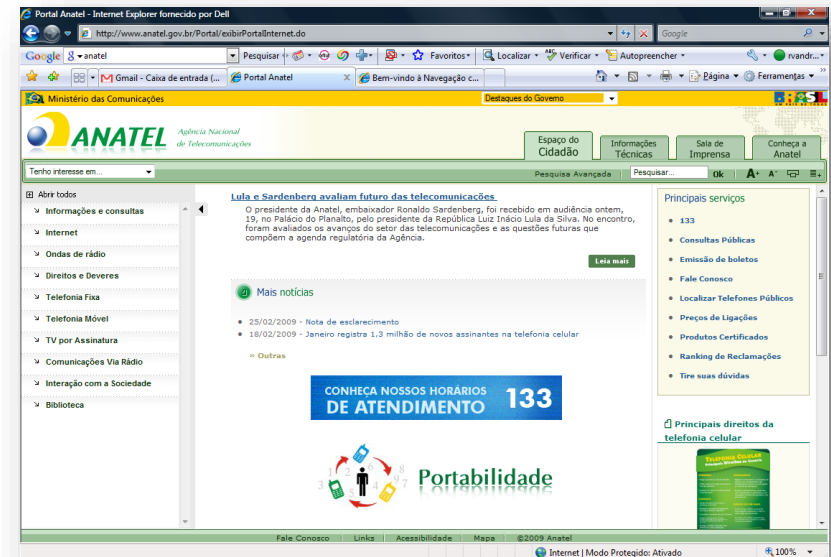 Portal Anatel - Internet Explorer fornecido por Dell
http://www.anatel.gov.br/Portal/exibirPortalInternet.do
X Google
Google anatel Pesquisar Favoritos Localizar Verificar Autopreencher rvandr...
Gmail - Caixa de entrada (... Portal Anatel X Bem-vindo à Navegação c... Página Ferramentas
Ministério das Comunicações Destaques do Governo
ANATEL
Agência Nacional
de Telecomunicações
Espaço do
Cidadão
Informações
Técnicas
Sala de
Imprensa
Conheça a
Anatel
Tenho interesse em... Pesquisa Avançada Pesquisar... Ok A+ A-
Abrir todos
Informações e consultas
Internet
Ondas de rádio
Direitos e Deveres
Telefonia Fixa
Telefonia Móvel
TV por Assinatura
Comunicações Via Rádio
Interação com a Sociedade
Biblioteca
Lula e Sardenberg avaliam futuro das telecomunicações
O presidente da Anatel, embaixador Ronaldo Sardenberg, foi recebido em audiência ontem,
19, no Palácio do Planalto, pelo presidente da República Luiz Inácio Lula da Silva. No encontro,
foram avaliados os avanços do setor das telecomunicações e as questões futuras que
compõem a agenda regulatória da Agência.
Leia mais
Mais notícias
25/02/2009 - Nota de esclarecimento
18/02/2009 - Janeiro registra 1,3 milhão de novos assinantes na telefonia celular
» Outras
CONHEÇA NOSSOS HORÁRIOS
DE ATENDIMENTO 133
Portabilidade
Principais serviços
133
Consultas Públicas
Emissão de boletos
Fale Conosco
Localizar Telefones Públicos
Preços de Ligações
Produtos Certificados
Ranking de Reclamações
Tire suas dúvidas
Principais direitos da
telefonia celular
TELEFONIA CELULAR
Fale Conosco Links Acessibilidade Mapa ©2009 Anatel
Internet | Modo Protegido: Ativado 100%